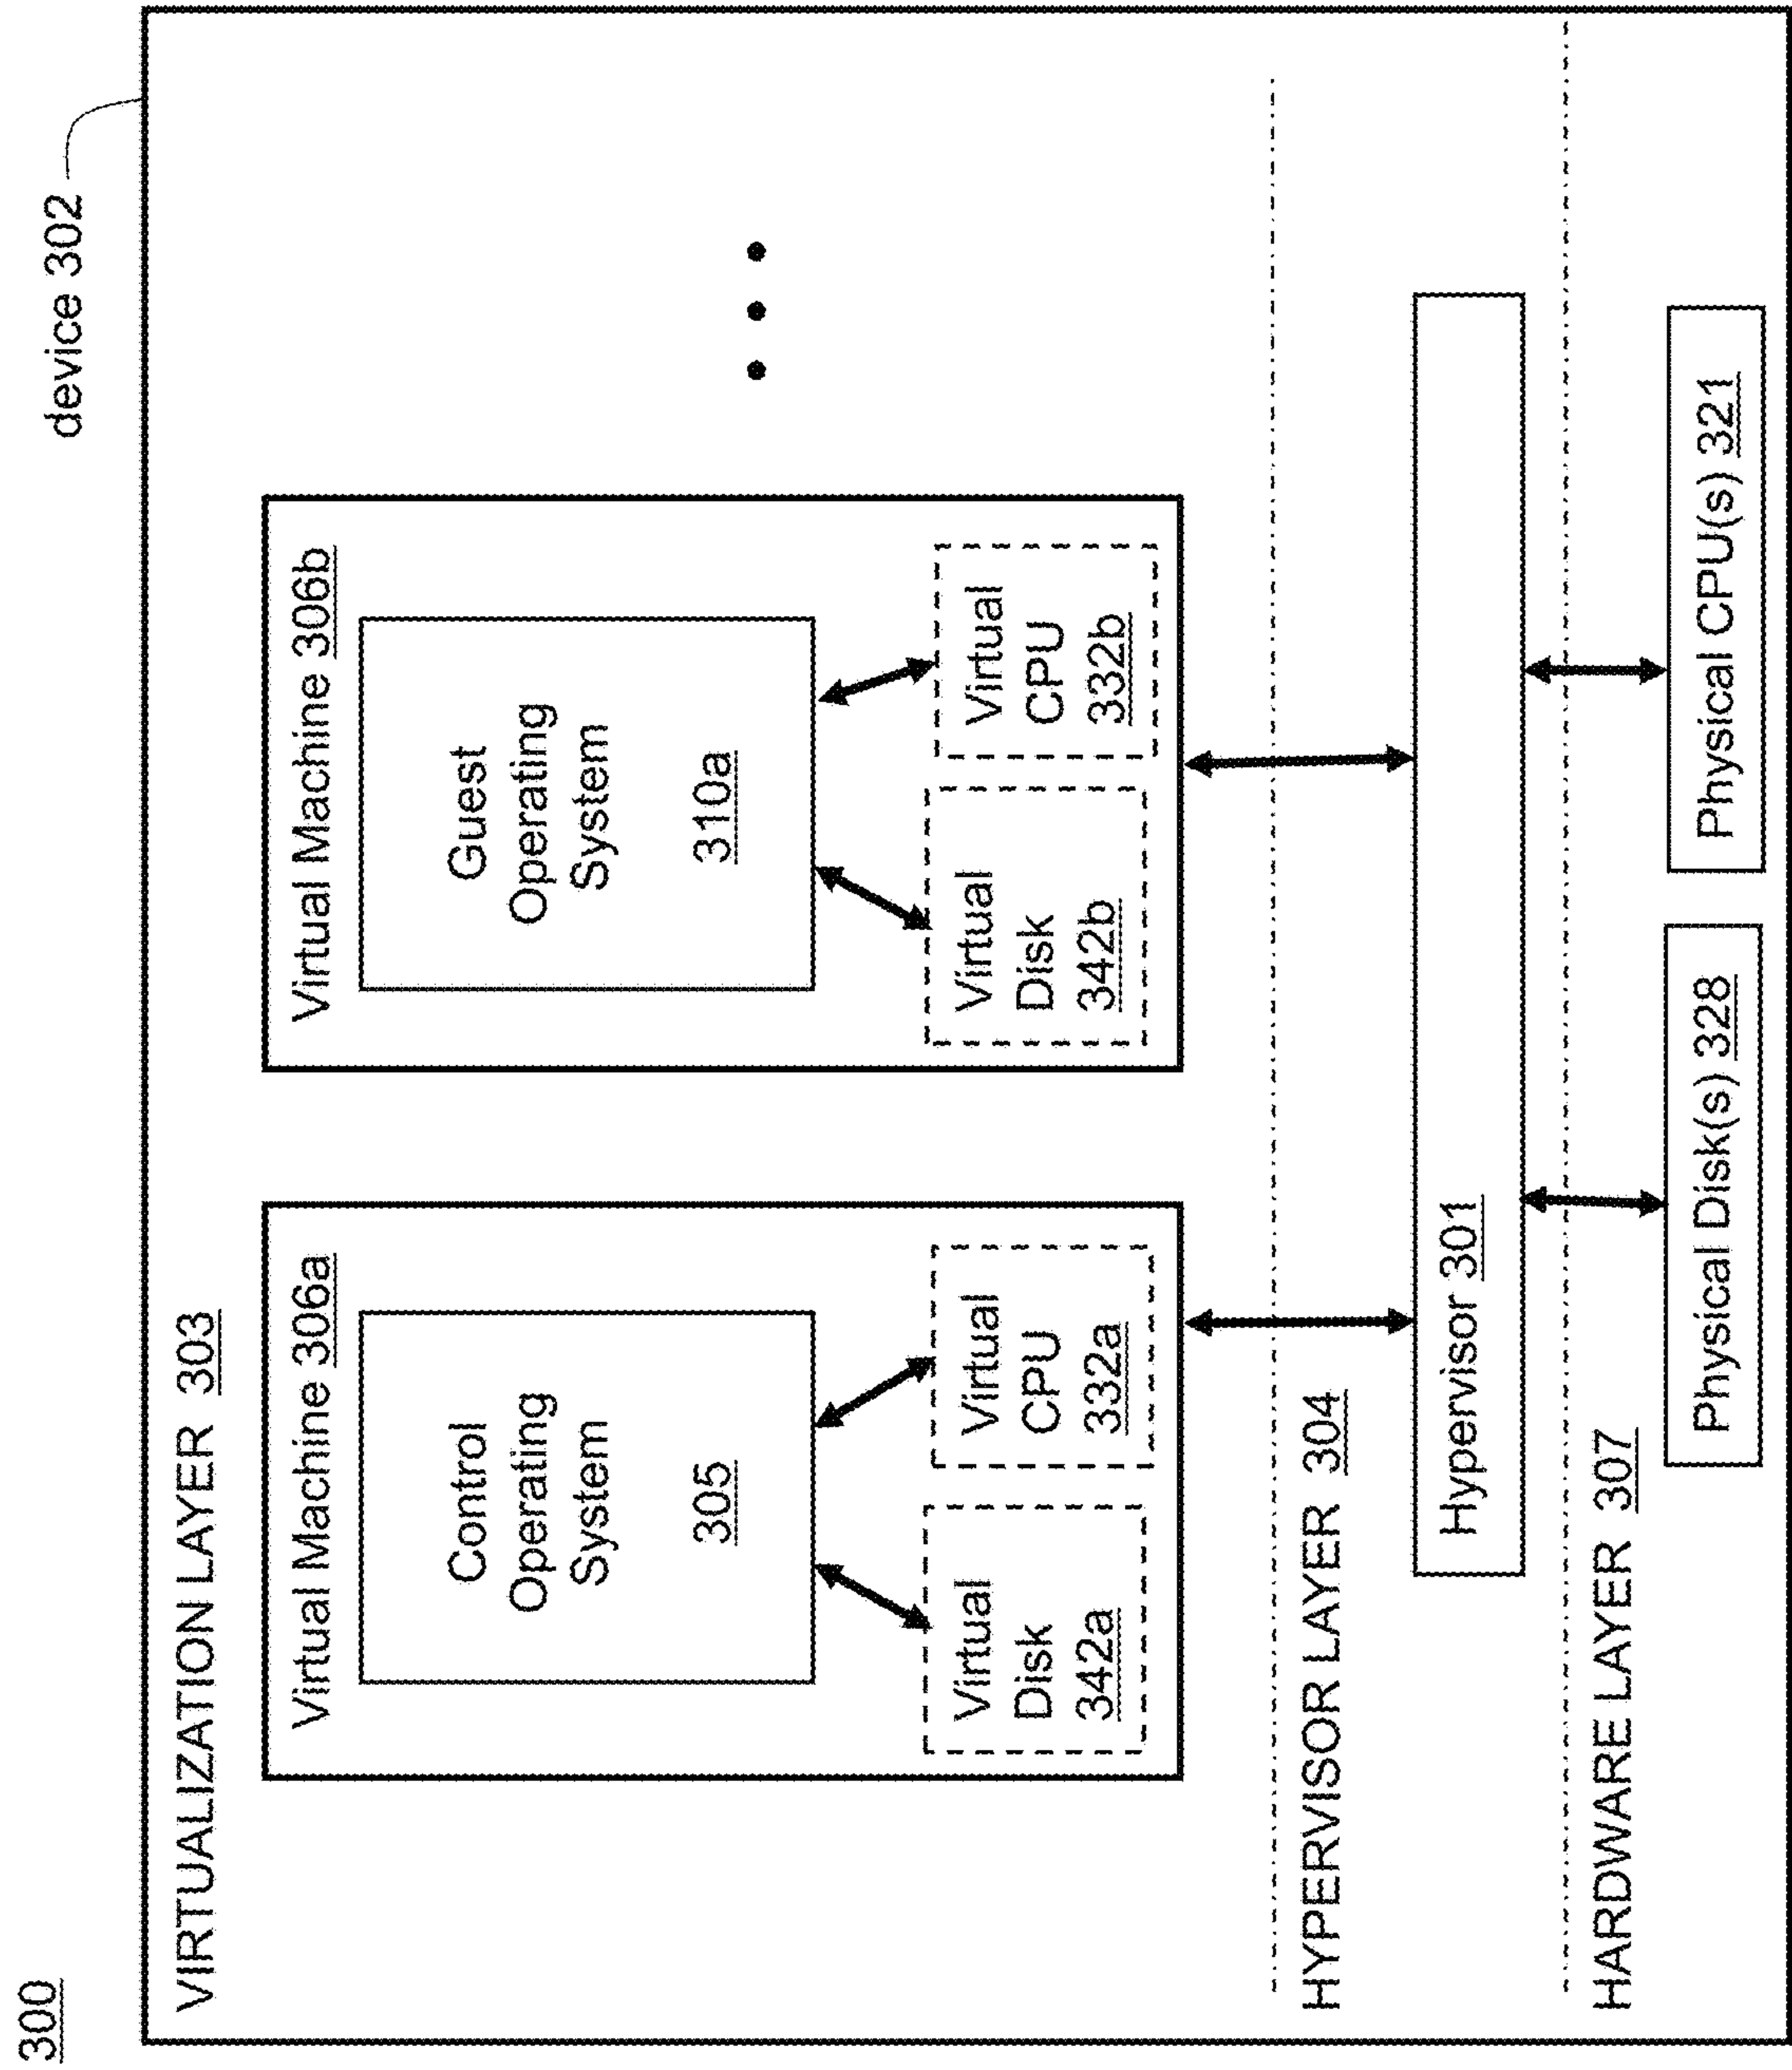 300
device 302
VIRTUALIZATION LAYER 303
Virtual Machine 306a
Control
Operating
System
305
Virtual
Disk
342a
Virtual
CPU
332a
Virtual Machine 306b
Guest
Operating
System
310a
Virtual
Disk
342b
Virtual
CPU
332b
HYPERVISOR LAYER 304
Hypervisor 301
HARDWARE LAYER 307
Physical Disk(s) 328
Physical CPU(s) 321